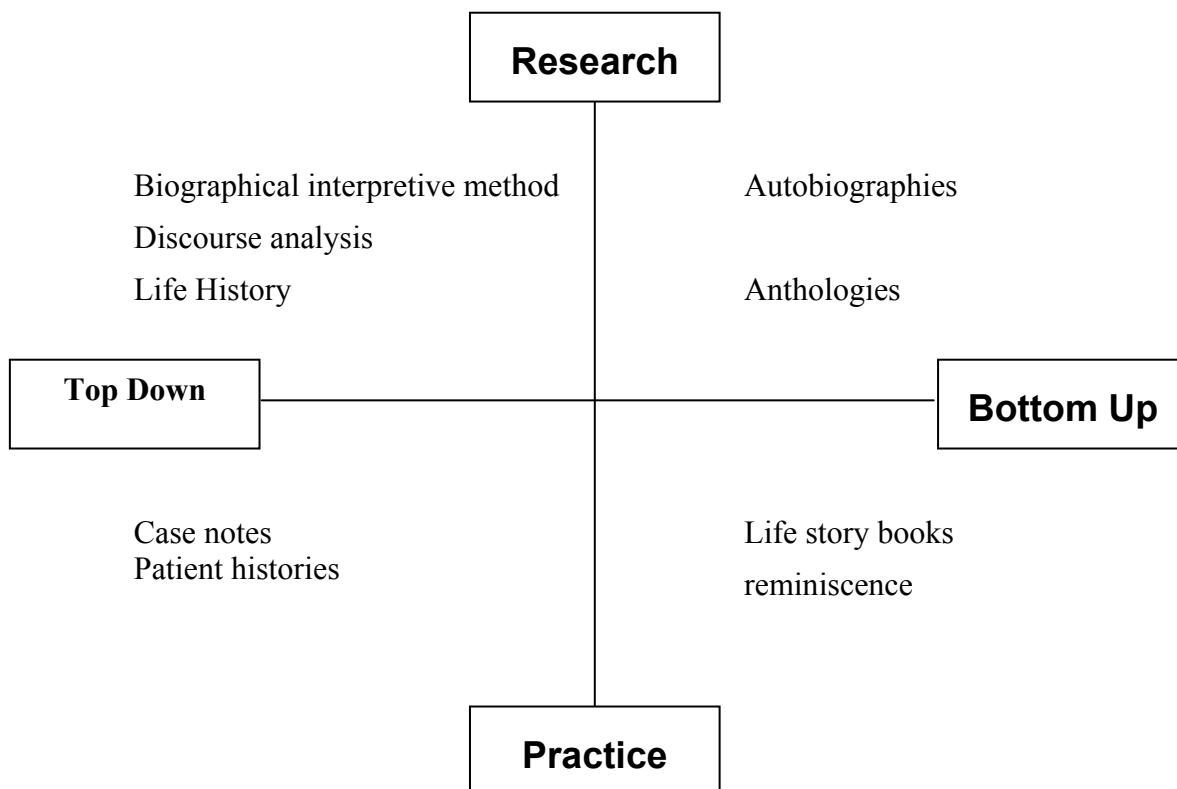 Research
Biographical interpretive method
Autobiographies
Discourse analysis
Life History
Anthologies
Top Down
Bottom Up
Case notes
Life story books
Patient histories
reminiscence
Practice